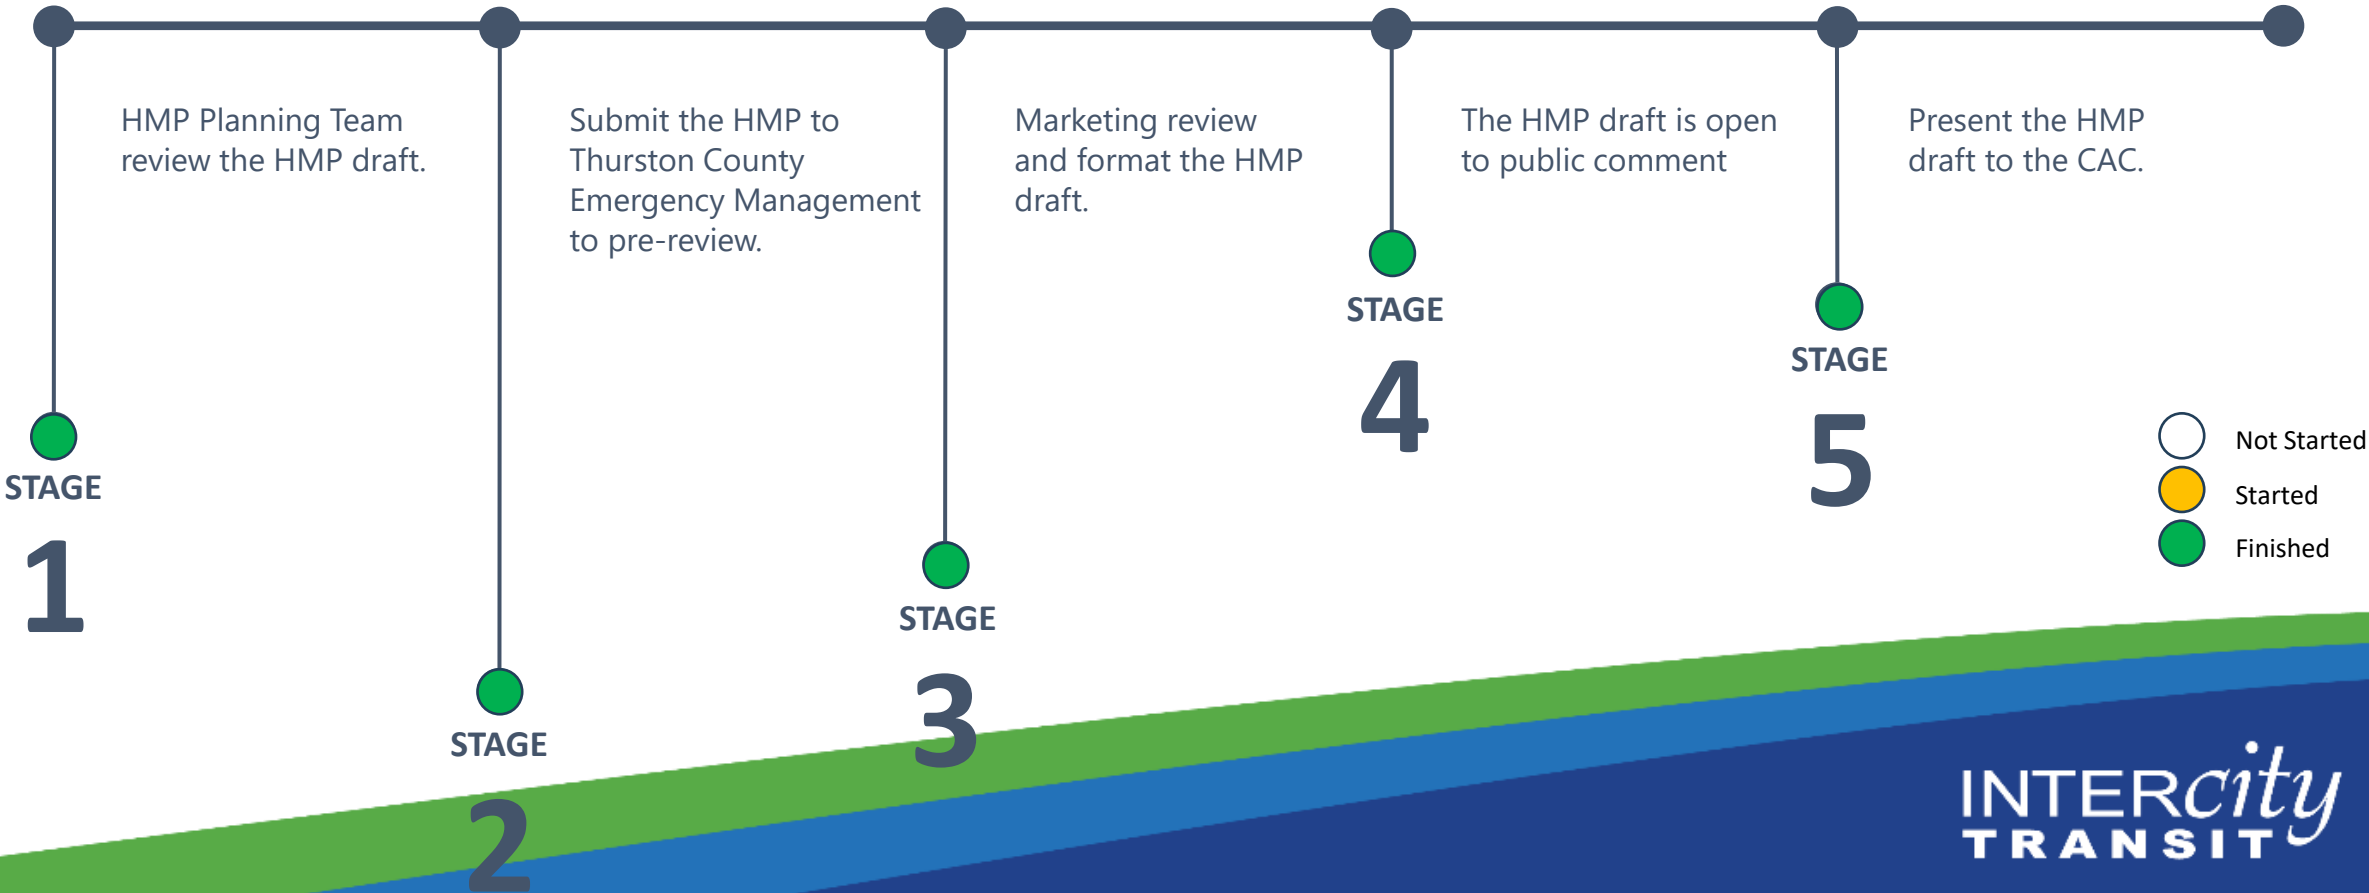 HMP Planning Team
review the HMP draft.
Submit the HMP to
Thurston County
Emergency Management
to pre-review.
Marketing review
and format the HMP
draft.
The HMP draft is open
to public comment
Present the HMP
draft to the CAC.
STAGE
1
STAGE
2
STAGE
3
STAGE
4
STAGE
5
Not Started
Started
Finished
INTERcity
TRANSIT